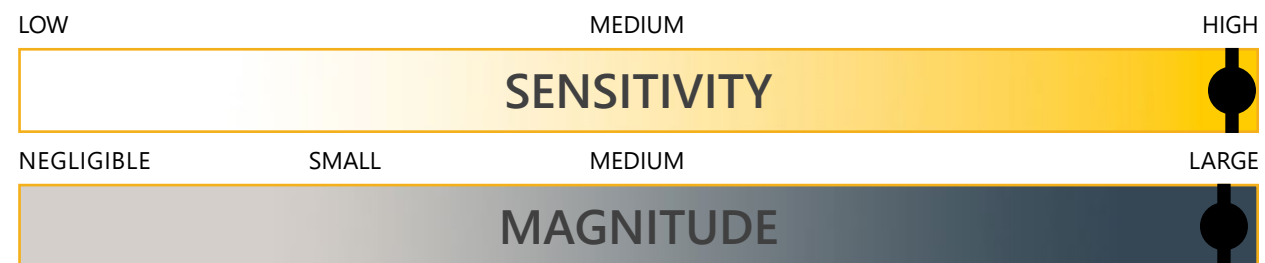 LOW MEDIUM HIGH
SENSITIVITY
NEGLIGIBLE SMALL MEDIUM LARGE
MAGNITUDE